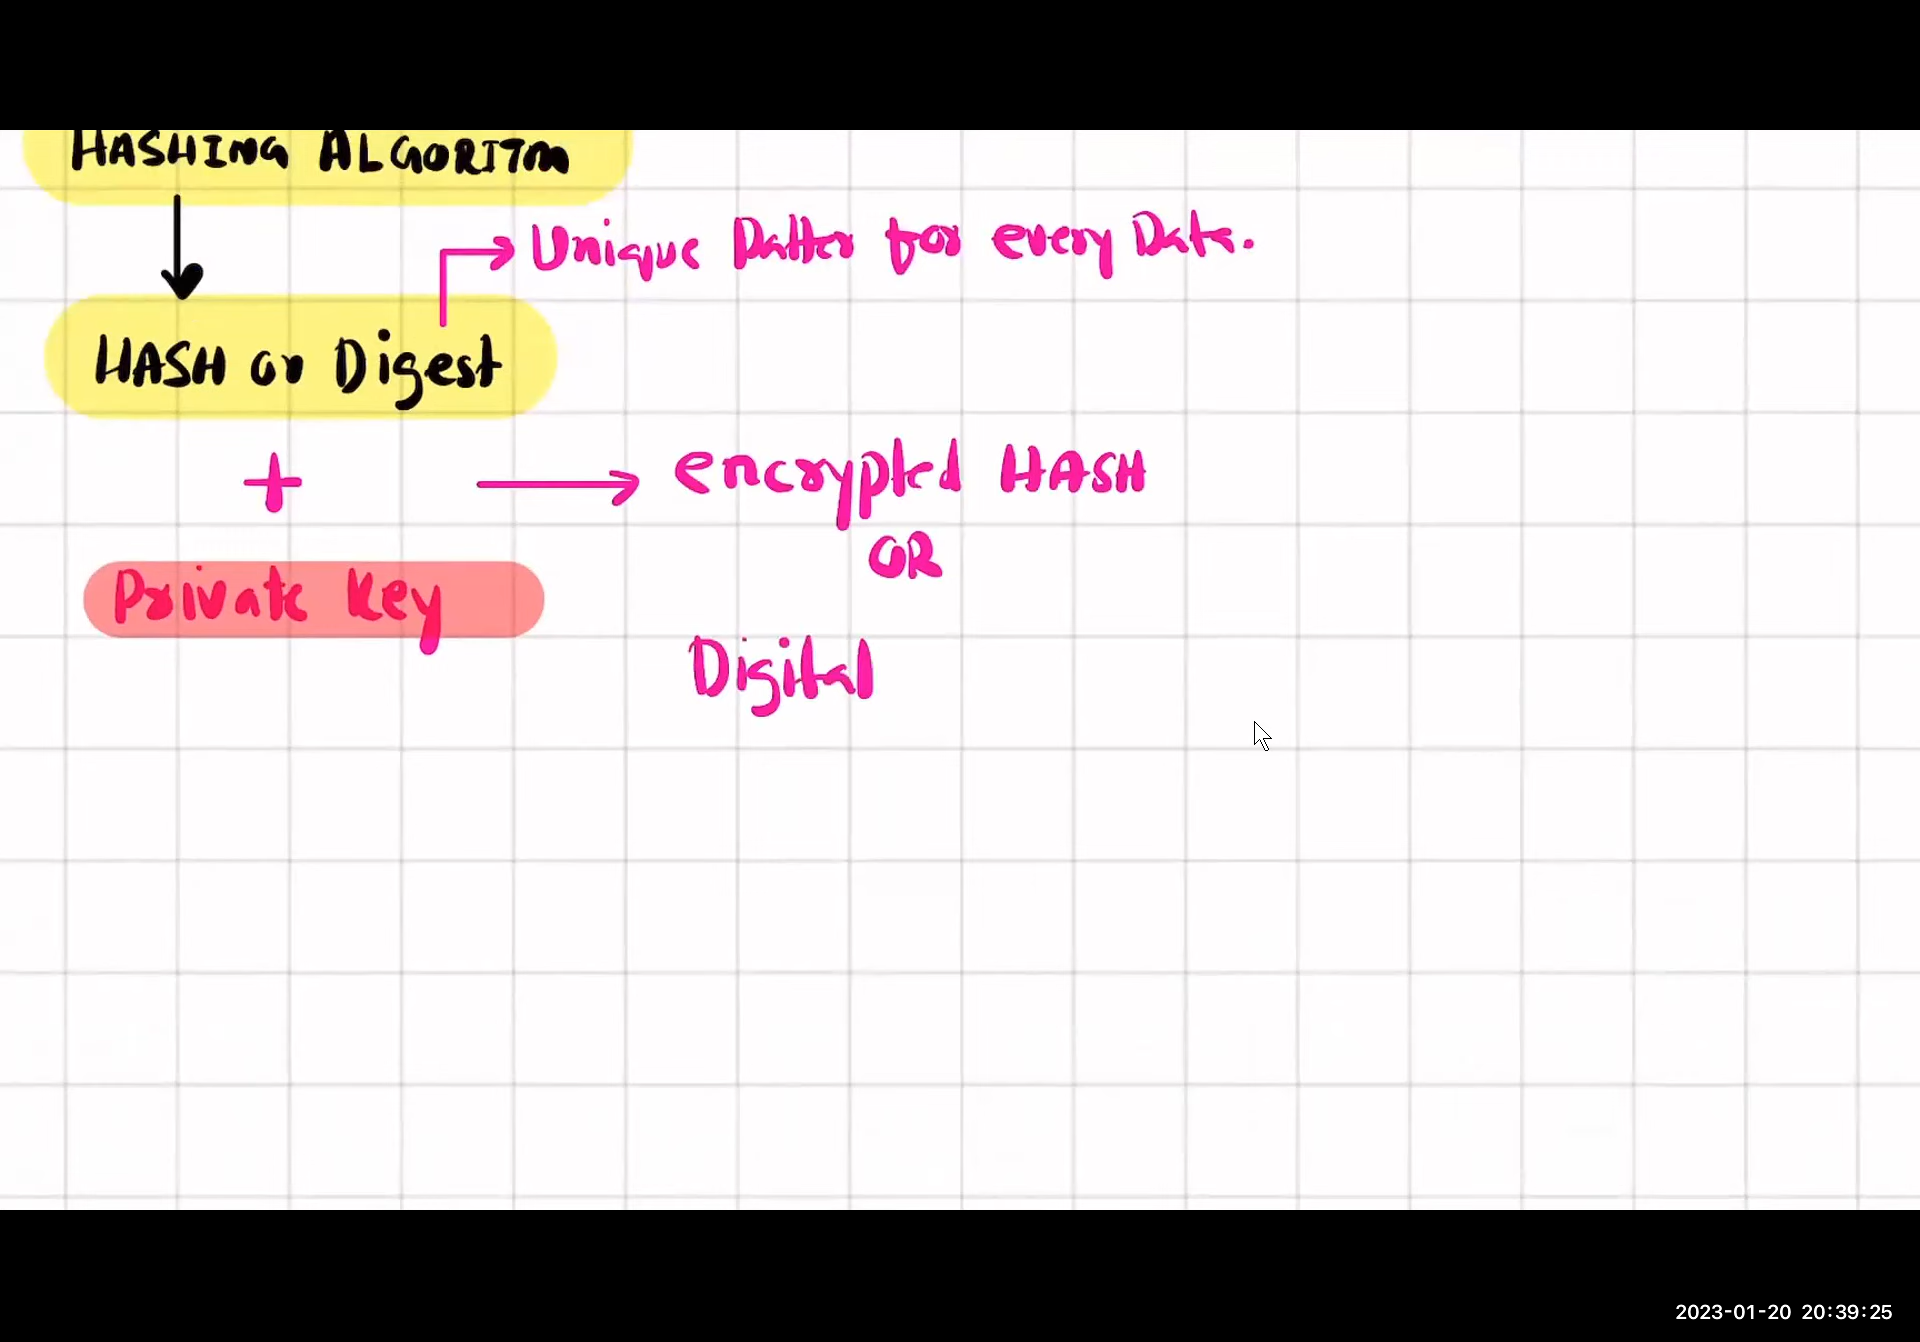 HASHING ALGORITM
Unique Patter for every Data.
HASH or Digest
+
encrypted HASH
OR
Private Key
Digital
2023-01-20 20:39:25